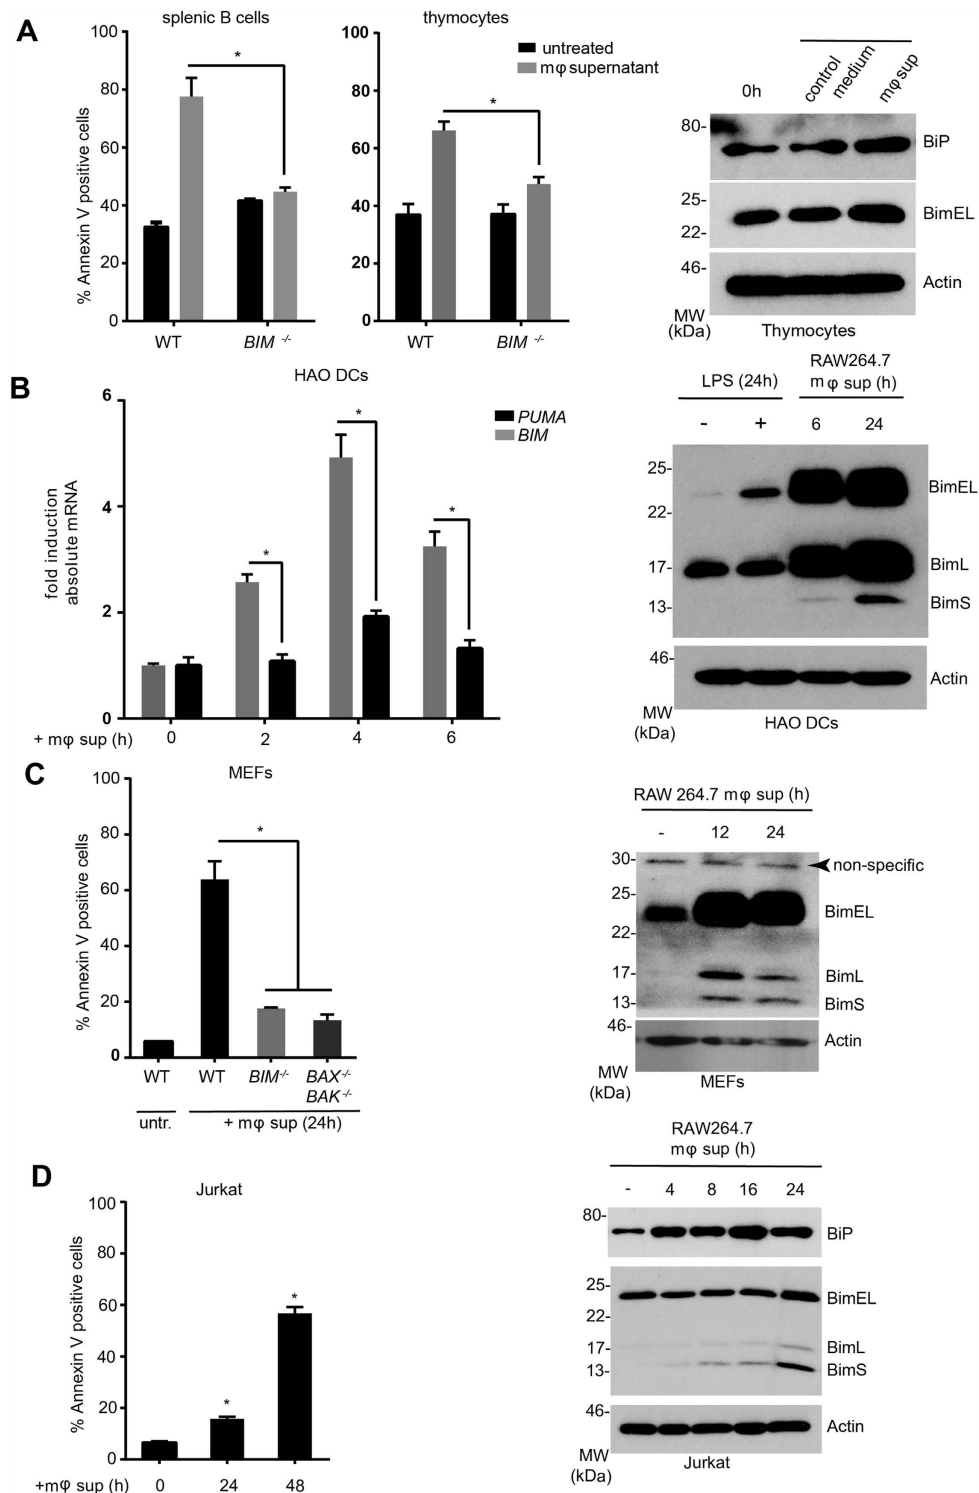 A
splenic B cells
thymocytes
% Annexin V positive cells
100
80
60
40
20
0
WT
BIM -/-
100
80
60
40
20
0
WT
BIM -/-
untreated
mφ supernatant
0h
control
medium
mφ sup
80-
BiP
25-
BimEL
22-
46-
Actin
MW
(kDa)
Thymocytes
B
HAO DCs
fold induction
absolute mRNA
6
4
2
0
PUMA
BIM
*
*
*
*
*
+ mφ sup (h)
0
2
4
6
LPS (24h)
RAW264.7
mφ sup (h)
-
+
6
24
25-
BimEL
22-
17-
BimL
13-
BimS
46-
Actin
MW
(kDa)
HAO DCs
C
MEFs
% Annexin V positive cells
100
80
60
40
20
0
*
WT
WT
BIM-/-
BAX-/-
BAK-/-
untr.
+ mφ sup (24h)
RAW 264.7 mφ sup (h)
-
12
24
30-
non-specific
25-
BimEL
22-
17-
BimL
13-
BimS
46-
Actin
MW
(kDa)
MEFs
D
Jurkat
% Annexin V positive cells
100
80
60
40
20
0
*
*
+mφ sup (h)
0
24
48
RAW264.7
mφ sup (h)
-
4
8
16
24
80-
BiP
25-
BimEL
22-
17-
BimL
13-
BimS
46-
Actin
MW
(kDa)
Jurkat